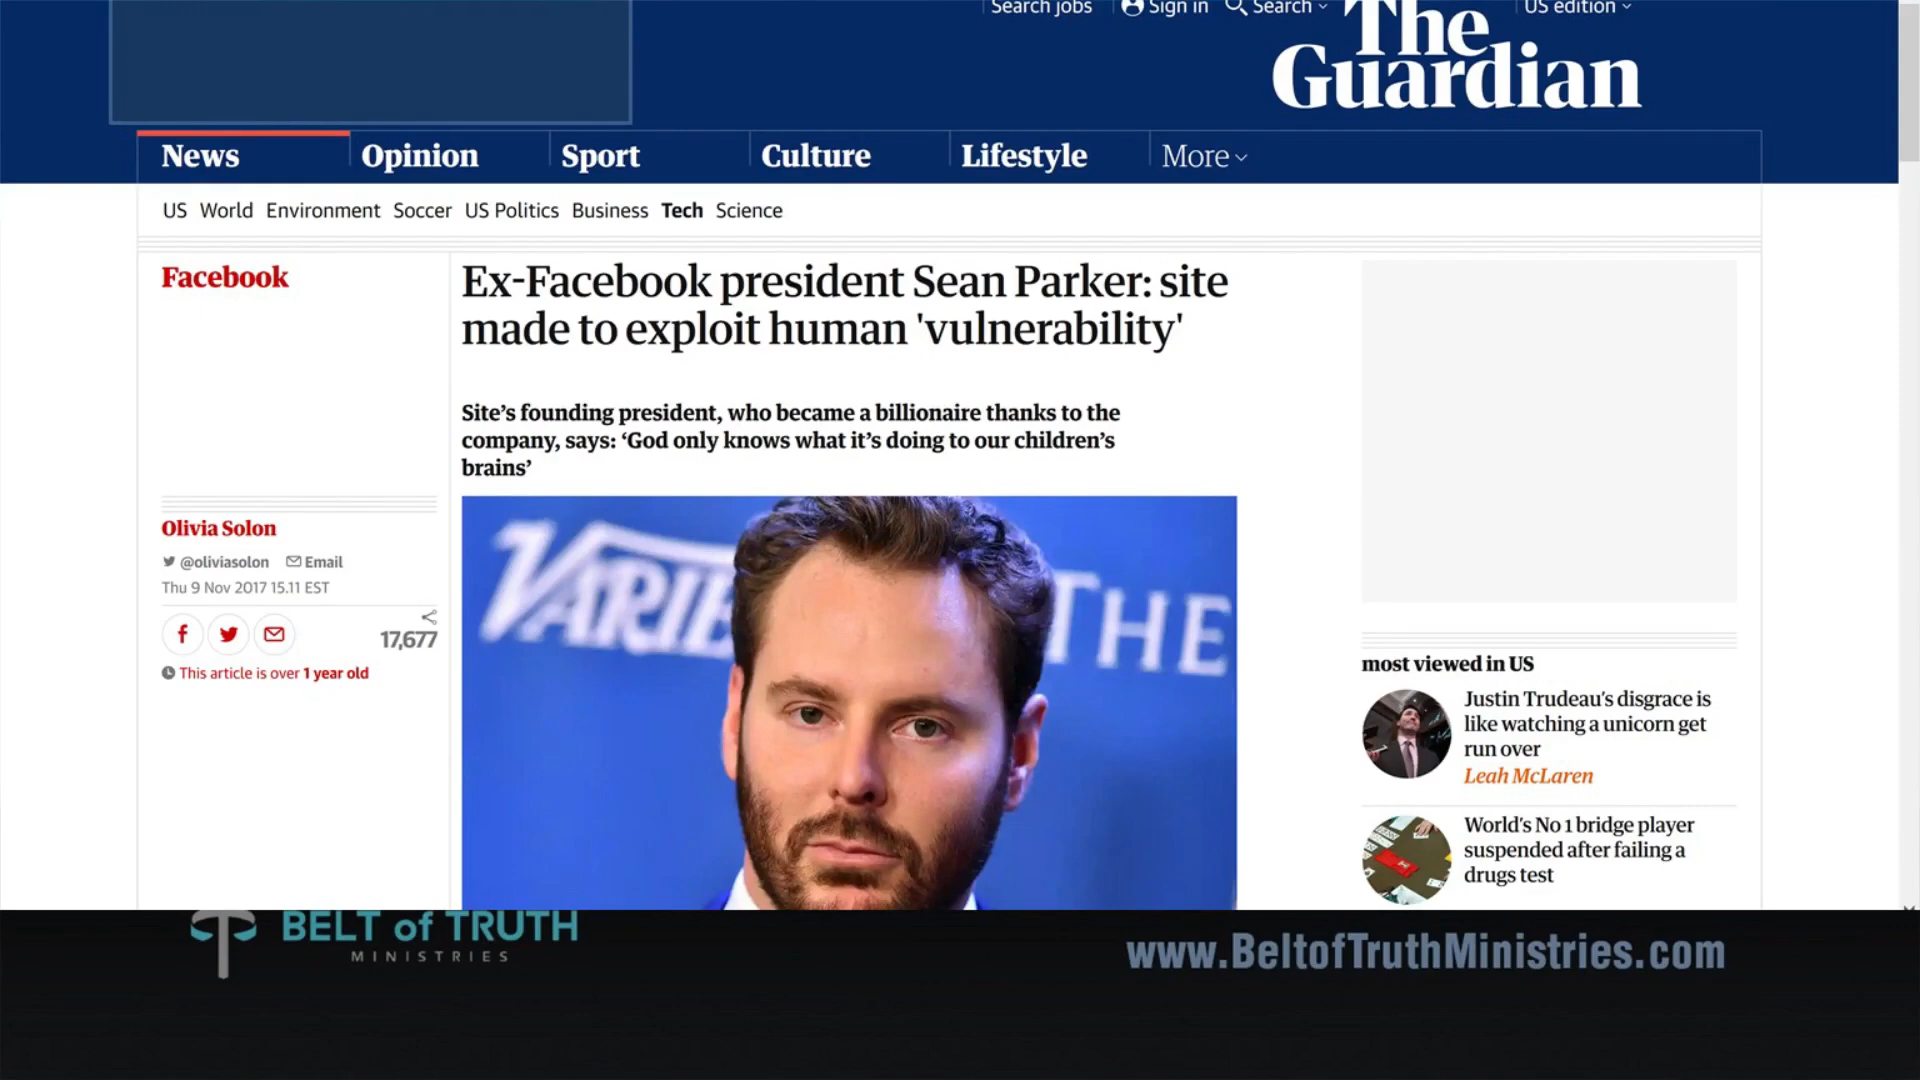 Search jobs
Sign in
Search
US edition
The
Guardian
News
Opinion
Sport
Culture
Lifestyle
More
US World Environment Soccer US Politics Business Tech Science
Facebook
Ex-Facebook president Sean Parker: site
made to exploit human 'vulnerability'
Site's founding president, who became a billionaire thanks to the
company, says: ‘God only knows what it's doing to our children's
brains’
Olivia Solon
@oliviasolon Email
Thu 9 Nov 2017 15.11 EST
17,677
This article is over 1 year old
THE
most viewed in US
Justin Trudeau's disgrace is
like watching a unicorn get
run over
Leah McLaren
World's No 1 bridge player
suspended after failing a
drugs test
BELT of TRUTH
MINISTRIES
www.BeltofTruthMinistries.com